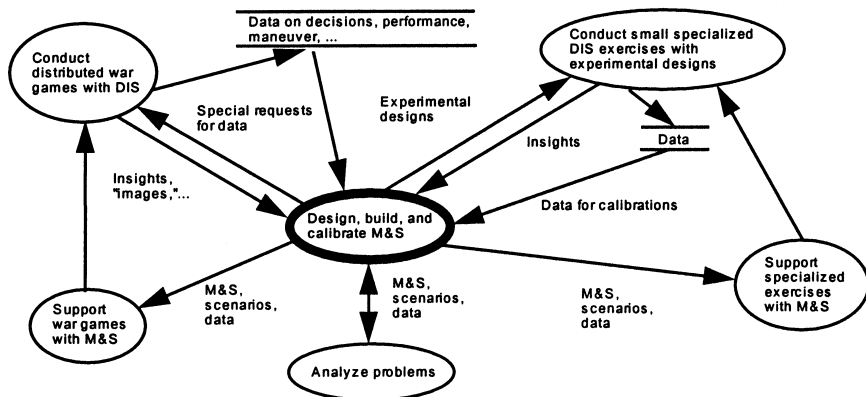 Conduct
distributed war
games with DIS
Data on decisions, performance,
maneuver, ...
Conduct small specialized
DIS exercises with
experimental designs
Special requests
for data
Experimental
designs
Insights
Data
Insights,
"images,"...
Design, build, and
calibrate M&S
Data for calibrations
Support
war games
with M&S
M&S,
scenarios,
data
M&S,
scenarios,
data
M&S,
scenarios,
data
Support
specialized
exercises
with M&S
Analyze problems